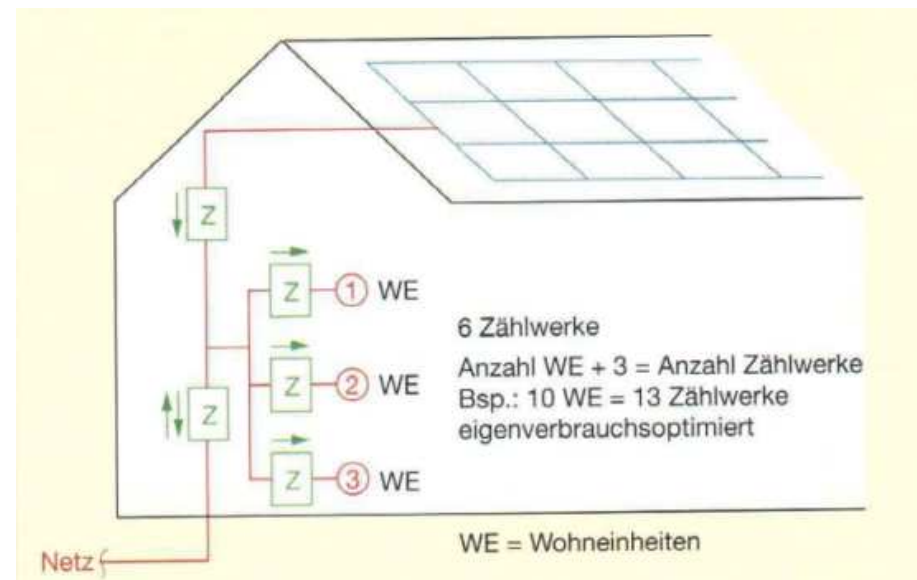 Z
Z
1 WE
6 Zählwerke
Anzahl WE + 3 = Anzahl Zählwerke
Z
2 WE
Bsp.: 10 WE = 13 Zählwerke
Z
eigenverbrauchsoptimiert
Z
3 WE
WE = Wohneinheiten
Netz